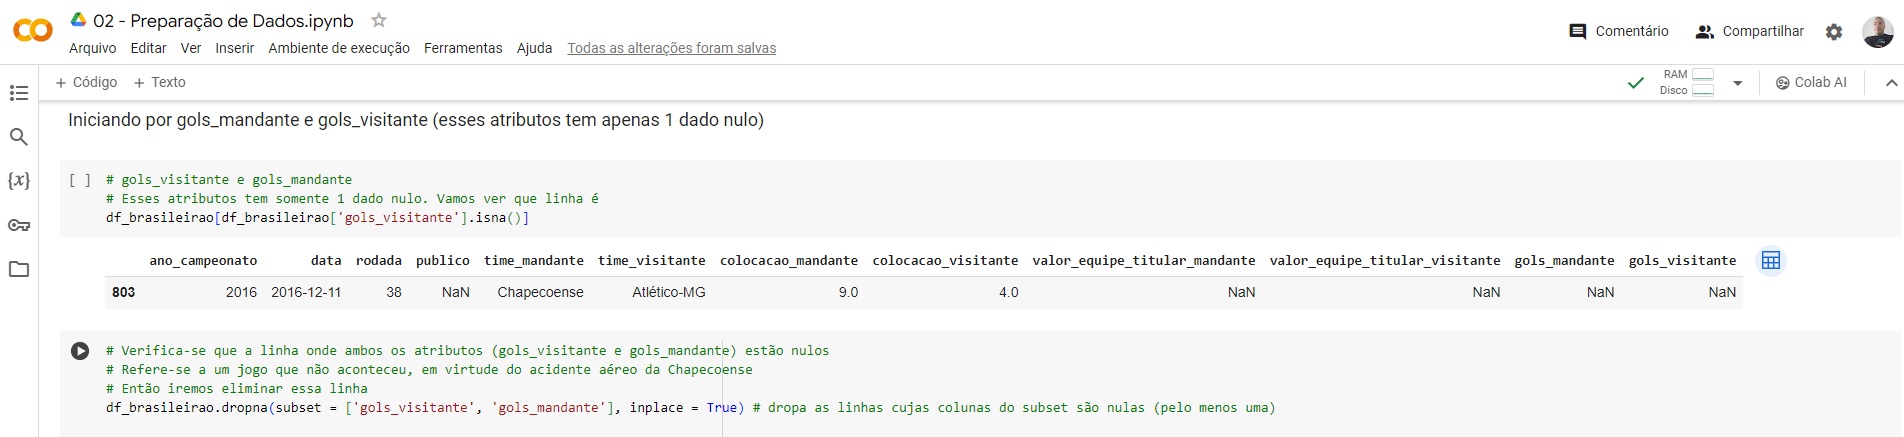 02 - Preparação de Dados.ipynb
Arquivo Editar Ver Inserir Ambiente de execução Ferramentas Ajuda Todas as alterações foram salvas
Comentário Compartilhar
+ Código + Texto
RAM
Disco
Colab AI
Iniciando por gols_mandante e gols_visitante (esses atributos tem apenas 1 dado nulo)
{x}
[ ] # gols_visitante e gols_mandante
# Esses atributos tem somente 1 dado nulo. Vamos ver que linha é
df_brasileirao[df_brasileirao['gols_visitante'].isna()]
ano_campeonato data rodada publico time_mandante time_visitante colocacao_mandante colocacao_visitante valor_equipe_titular_mandante valor_equipe_titular_visitante gols_mandante gols_visitante
803 2016 2016-12-11 38 NaN Chapecoense Atlético-MG 9.0 4.0 NaN NaN NaN NaN
# Verifica-se que a linha onde ambos os atributos (gols_visitante e gols_mandante) estão nulos
# Refere-se a um jogo que não aconteceu, em virtude do acidente aéreo da Chapecoense
# Então iremos eliminar essa linha
df_brasileirao.dropna(subset = ['gols_visitante', 'gols_mandante'], inplace = True) # dropa as linhas cujas colunas do subset são nulas (pelo menos uma)